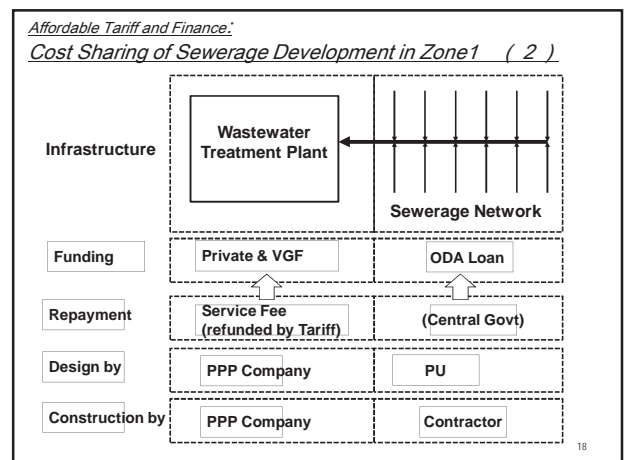 Affordable Tariff and Finance:
Cost Sharing of Sewerage Development in Zone1 ( 2 )
Infrastructure
Wastewater
Treatment Plant
Sewerage Network
Funding
Private & VGF
ODA Loan
Repayment
Service Fee
(refunded by Tariff)
(Central Govt)
Design by
PPP Company
PU
Construction by
PPP Company
Contractor
18